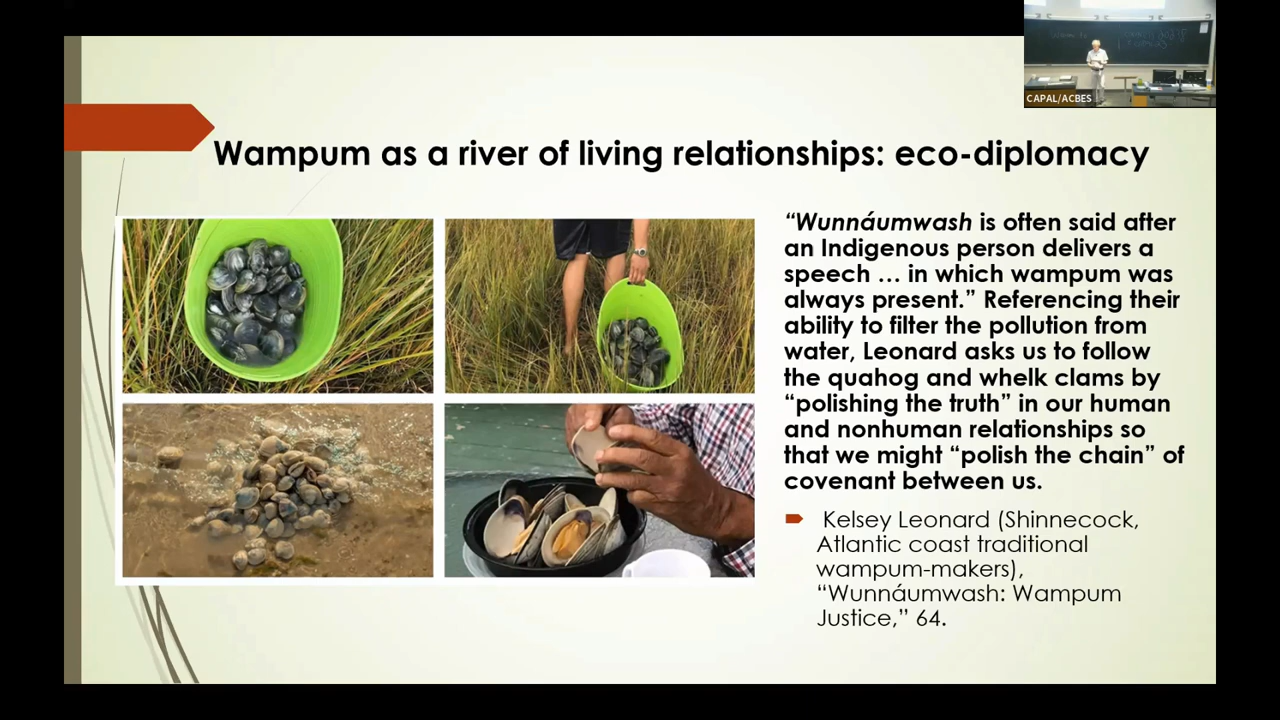 CAPAL/ACBES
Wampum as a river of living relationships: eco-diplomacy
“Wunnáumwash is often said after
an Indigenous person delivers a
speech … in which wampum was
always present.” Referencing their
ability to filter the pollution from
water, Leonard asks us to follow
the quahog and whelk clams by
“polishing the truth” in our human
and nonhuman relationships so
that we might “polish the chain” of
covenant between us.
Kelsey Leonard (Shinnecock,
Atlantic coast traditional
wampum-makers),
“Wunnáumwash: Wampum
Justice,” 64.